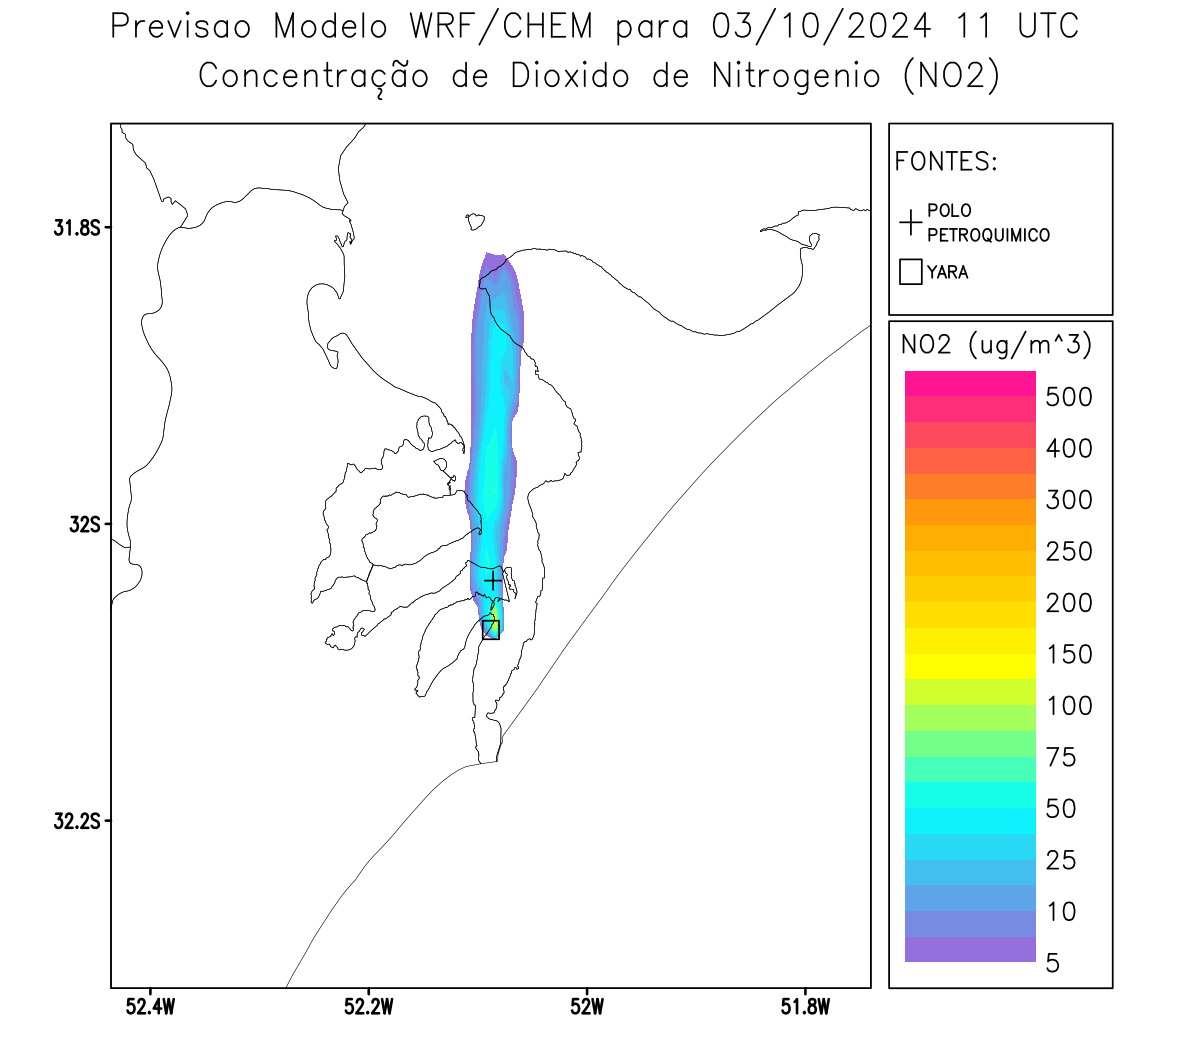 Previsao Modelo WRF/CHEM para 03/10/2024 11 UTC
Concentração de Dioxido de Nitrogenio (NO2)
FONTES:
POLO
PETROQUIMICO
YARA
NO2 (ug/m^3)
500
400
300
250
200
150
100
75
50
25
10
5
31.8S
32S
32.2S
52.4W
52.2W
52W
51.8W